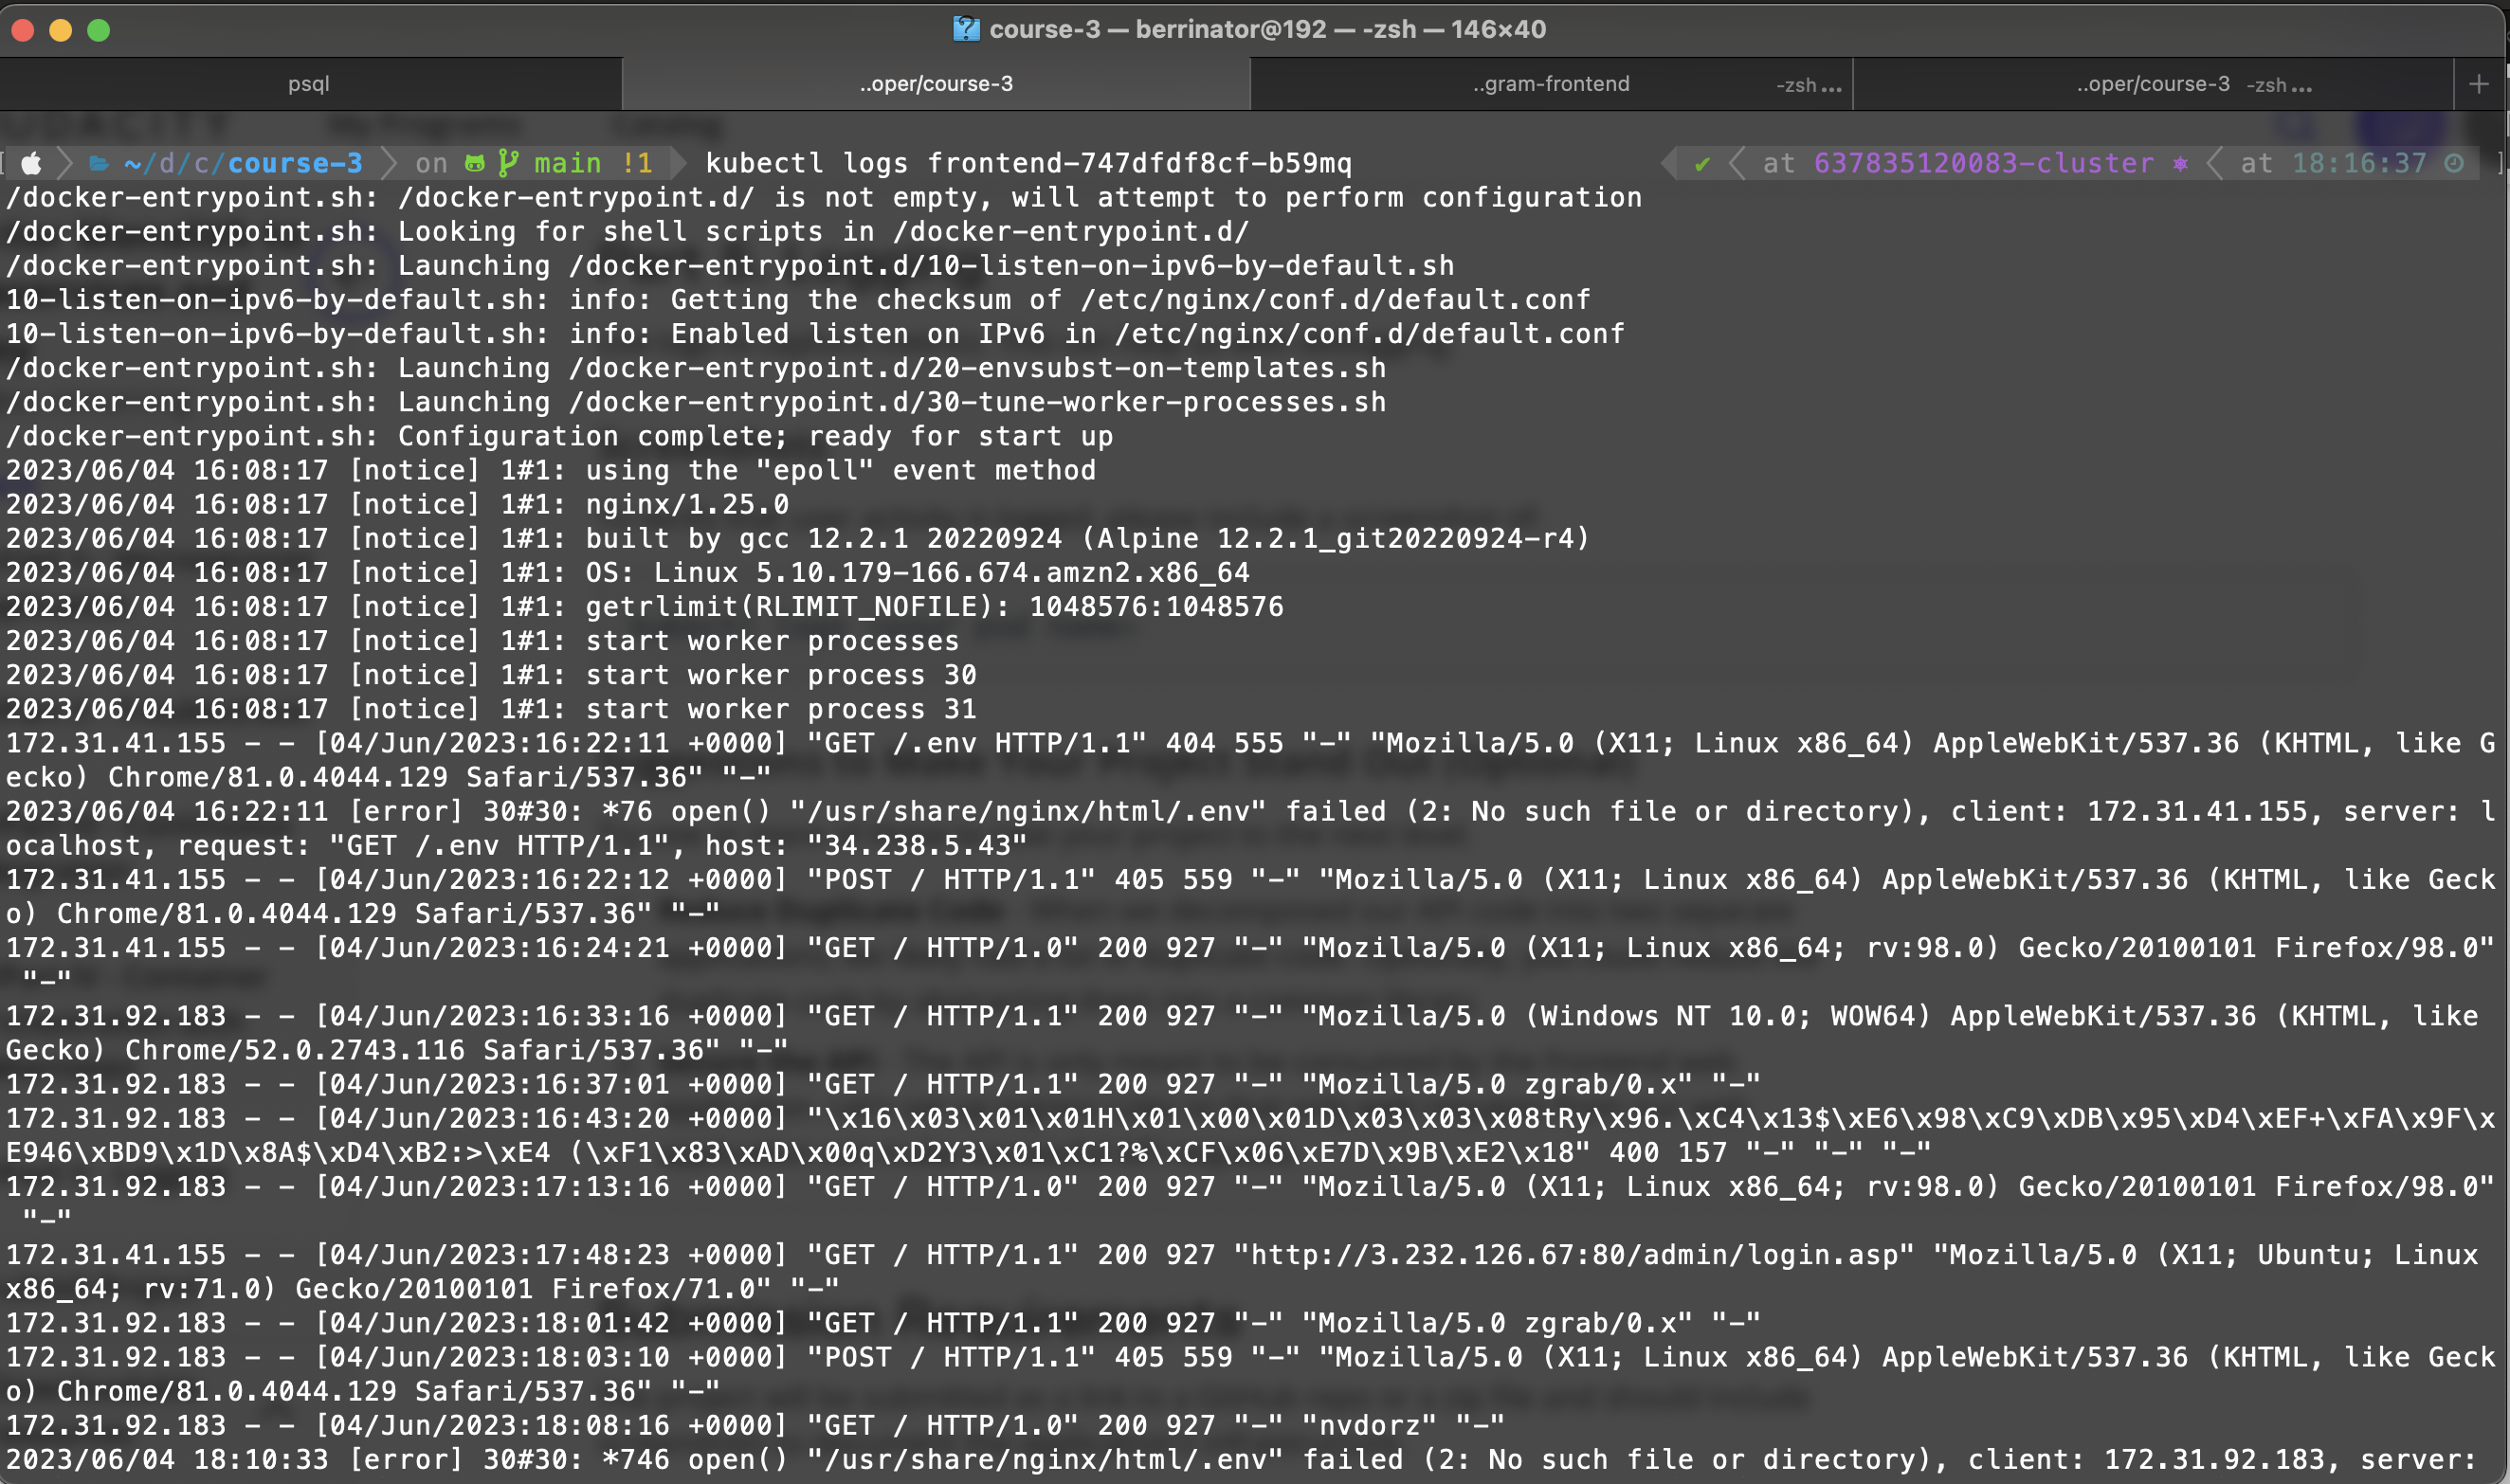 course-3 — berrinator@192 — -zsh — 146×40
psql
..oper/course-3
..gram-frontend -zsh ...
..oper/course-3 -zsh ...
~/d/c/course-3 on main !1 kubectl logs frontend-747dfdf8cf-b59mq ✔ at 637835120083-cluster at 18:16:37
/docker-entrypoint.sh: /docker-entrypoint.d/ is not empty, will attempt to perform configuration
/docker-entrypoint.sh: Looking for shell scripts in /docker-entrypoint.d/
/docker-entrypoint.sh: Launching /docker-entrypoint.d/10-listen-on-ipv6-by-default.sh
10-listen-on-ipv6-by-default.sh: info: Getting the checksum of /etc/nginx/conf.d/default.conf
10-listen-on-ipv6-by-default.sh: info: Enabled listen on IPv6 in /etc/nginx/conf.d/default.conf
/docker-entrypoint.sh: Launching /docker-entrypoint.d/20-envsubst-on-templates.sh
/docker-entrypoint.sh: Launching /docker-entrypoint.d/30-tune-worker-processes.sh
/docker-entrypoint.sh: Configuration complete; ready for start up
2023/06/04 16:08:17 [notice] 1#1: using the "epoll" event method
2023/06/04 16:08:17 [notice] 1#1: nginx/1.25.0
2023/06/04 16:08:17 [notice] 1#1: built by gcc 12.2.1 20220924 (Alpine 12.2.1_git20220924-r4)
2023/06/04 16:08:17 [notice] 1#1: OS: Linux 5.10.179-166.674.amzn2.x86_64
2023/06/04 16:08:17 [notice] 1#1: getrlimit(RLIMIT_NOFILE): 1048576:1048576
2023/06/04 16:08:17 [notice] 1#1: start worker processes
2023/06/04 16:08:17 [notice] 1#1: start worker process 30
2023/06/04 16:08:17 [notice] 1#1: start worker process 31
172.31.41.155 - - [04/Jun/2023:16:22:11 +0000] "GET /.env HTTP/1.1" 404 555 "-" "Mozilla/5.0 (X11; Linux x86_64) AppleWebKit/537.36 (KHTML, like G
ecko) Chrome/81.0.4044.129 Safari/537.36" "-"
2023/06/04 16:22:11 [error] 30#30: *76 open() "/usr/share/nginx/html/.env" failed (2: No such file or directory), client: 172.31.41.155, server: l
ocalhost, request: "GET /.env HTTP/1.1", host: "34.238.5.43"
172.31.41.155 - - [04/Jun/2023:16:22:12 +0000] "POST / HTTP/1.1" 405 559 "-" "Mozilla/5.0 (X11; Linux x86_64) AppleWebKit/537.36 (KHTML, like Geck
o) Chrome/81.0.4044.129 Safari/537.36" "-"
172.31.41.155 - - [04/Jun/2023:16:24:21 +0000] "GET / HTTP/1.0" 200 927 "-" "Mozilla/5.0 (X11; Linux x86_64; rv:98.0) Gecko/20100101 Firefox/98.0"
"-"
172.31.92.183 - - [04/Jun/2023:16:33:16 +0000] "GET / HTTP/1.1" 200 927 "-" "Mozilla/5.0 (Windows NT 10.0; WOW64) AppleWebKit/537.36 (KHTML, like
Gecko) Chrome/52.0.2743.116 Safari/537.36" "-"
172.31.92.183 - - [04/Jun/2023:16:37:01 +0000] "GET / HTTP/1.1" 200 927 "-" "Mozilla/5.0 zgrab/0.x" "-"
172.31.92.183 - - [04/Jun/2023:16:43:20 +0000] "\x16\x03\x01\x01H\x01\x00\x01D\x03\x03\x08tRy\x96.\xC4\x13$\xE6\x98\xC9\xDB\x95\xD4\xEF+\xFA\x9F\x
E946\xBD9\x1D\x8A$\xD4\xB2:>\xE4 (\xF1\x83\xAD\x00q\xD2Y3\x01\xC1?%\xCF\x06\xE7D\x9B\xE2\x18" 400 157 "-" "-" "-"
172.31.92.183 - - [04/Jun/2023:17:13:16 +0000] "GET / HTTP/1.0" 200 927 "-" "Mozilla/5.0 (X11; Linux x86_64; rv:98.0) Gecko/20100101 Firefox/98.0"
"-"
172.31.41.155 - - [04/Jun/2023:17:48:23 +0000] "GET / HTTP/1.1" 200 927 "http://3.232.126.67:80/admin/login.asp" "Mozilla/5.0 (X11; Ubuntu; Linux
x86_64; rv:71.0) Gecko/20100101 Firefox/71.0" "-"
172.31.92.183 - - [04/Jun/2023:18:01:42 +0000] "GET / HTTP/1.1" 200 927 "-" "Mozilla/5.0 zgrab/0.x" "-"
172.31.92.183 - - [04/Jun/2023:18:03:10 +0000] "POST / HTTP/1.1" 405 559 "-" "Mozilla/5.0 (X11; Linux x86_64) AppleWebKit/537.36 (KHTML, like Geck
o) Chrome/81.0.4044.129 Safari/537.36" "-"
172.31.92.183 - - [04/Jun/2023:18:08:16 +0000] "GET / HTTP/1.0" 200 927 "-" "nvdorz" "-"
2023/06/04 18:10:33 [error] 30#30: *746 open() "/usr/share/nginx/html/.env" failed (2: No such file or directory), client: 172.31.92.183, server: